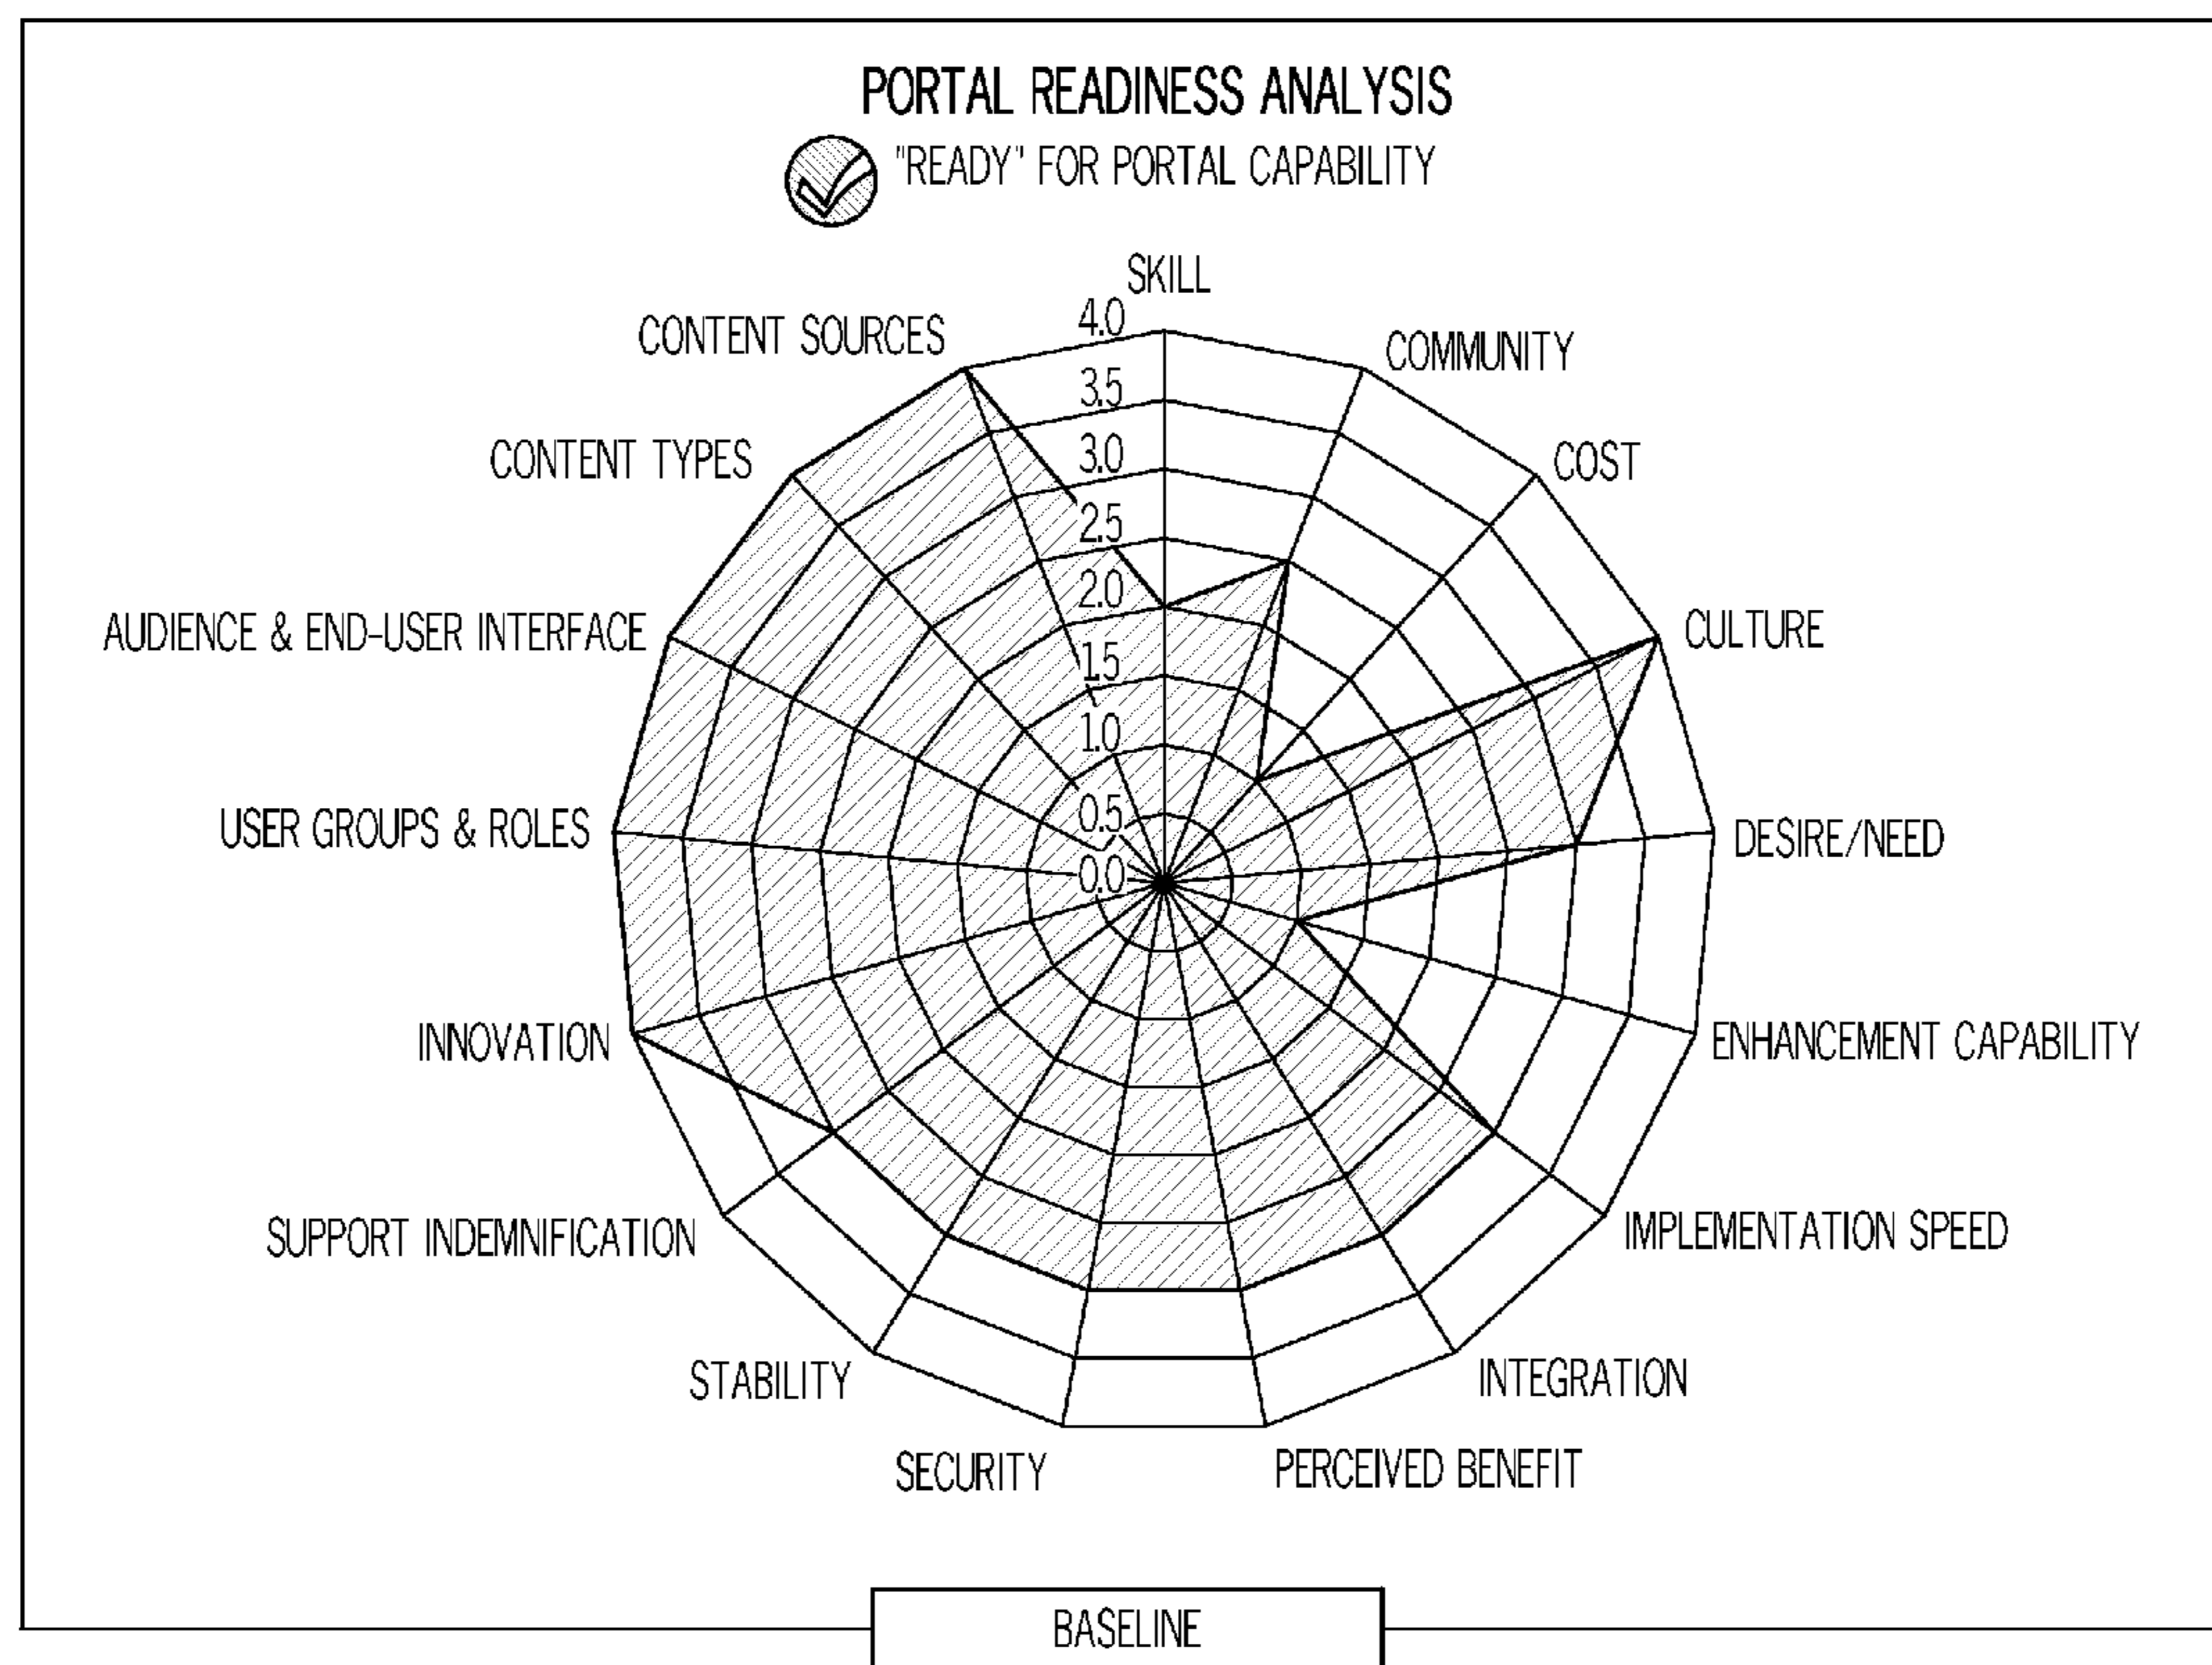 PORTAL READINESS ANALYSIS
"READY" FOR PORTAL CAPABILITY
SKILL
4.0
CONTENT SOURCES
COMMUNITY
3.5
3.0
CONTENT TYPES
COST
2.5
2.0
AUDIENCE & END-USER INTERFACE
CULTURE
1.5
1.0
0.5
USER GROUPS & ROLES
DESIRE/NEED
0.0
INNOVATION
ENHANCEMENT CAPABILITY
SUPPORT INDEMNIFICATION
IMPLEMENTATION SPEED
STABILITY
INTEGRATION
SECURITY
PERCEIVED BENEFIT
BASELINE